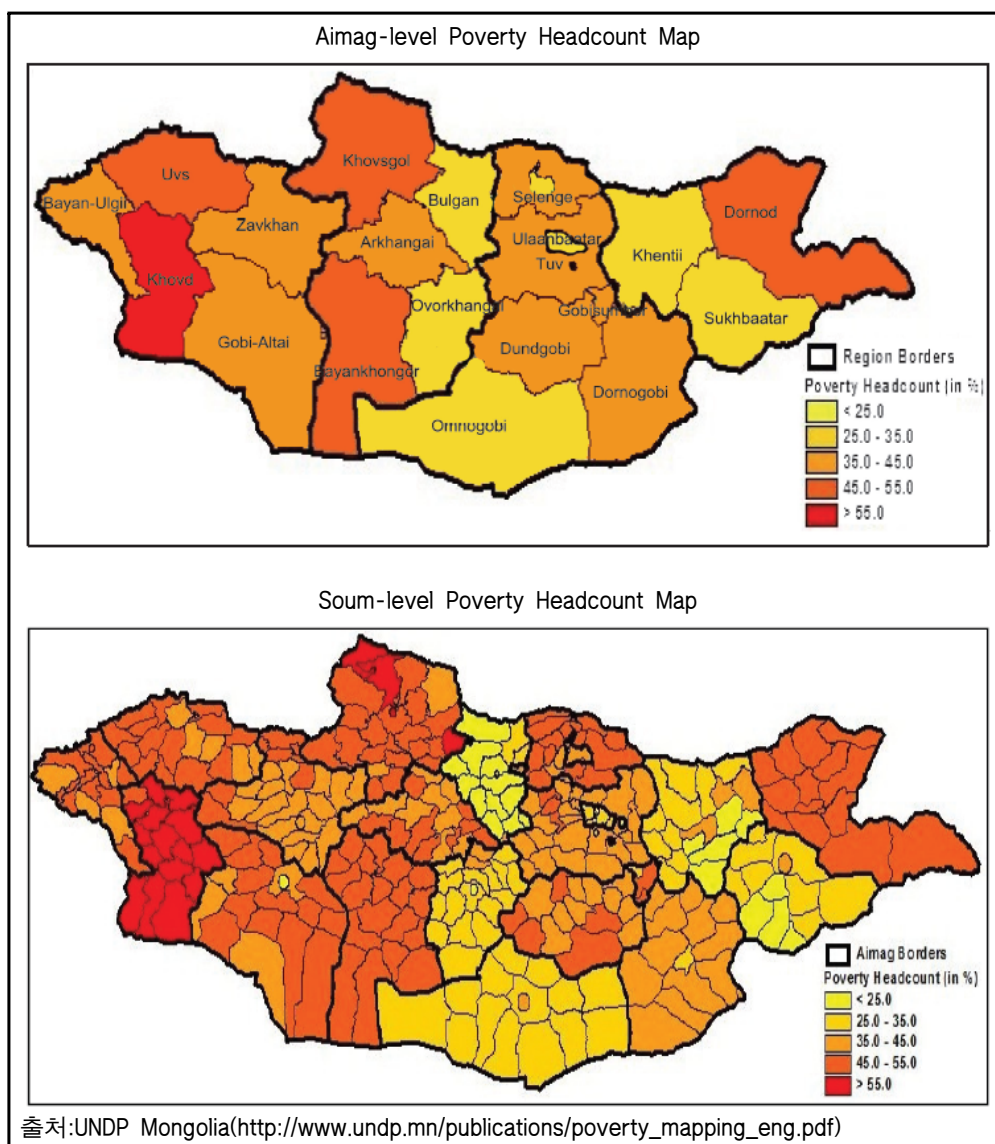 Aimag-level Poverty Headcount Map
Khovsgol
Uvs
Bayan-Ulgii
Bulgan
Selenge
Dornod
Zavkhan
Arkhangai
Ulaanbaatar
Khentii
Tuv
Khovd
Ovorkhangai
Gobisumber
Sukhbaatar
Gobi-Altai
Dundgobi
Bayankhongor
Dornogobi
Omnogobi
Region Borders
Poverty Headcount (in %)
< 25.0
25.0 - 35.0
35.0 - 45.0
45.0 - 55.0
> 55.0
Soum-level Poverty Headcount Map
Aimag Borders
Poverty Headcount (in %)
< 25.0
25.0 - 35.0
35.0 - 45.0
45.0 - 55.0
> 55.0
출처:UNDP Mongolia(http://www.undp.mn/publications/poverty_mapping_eng.pdf)